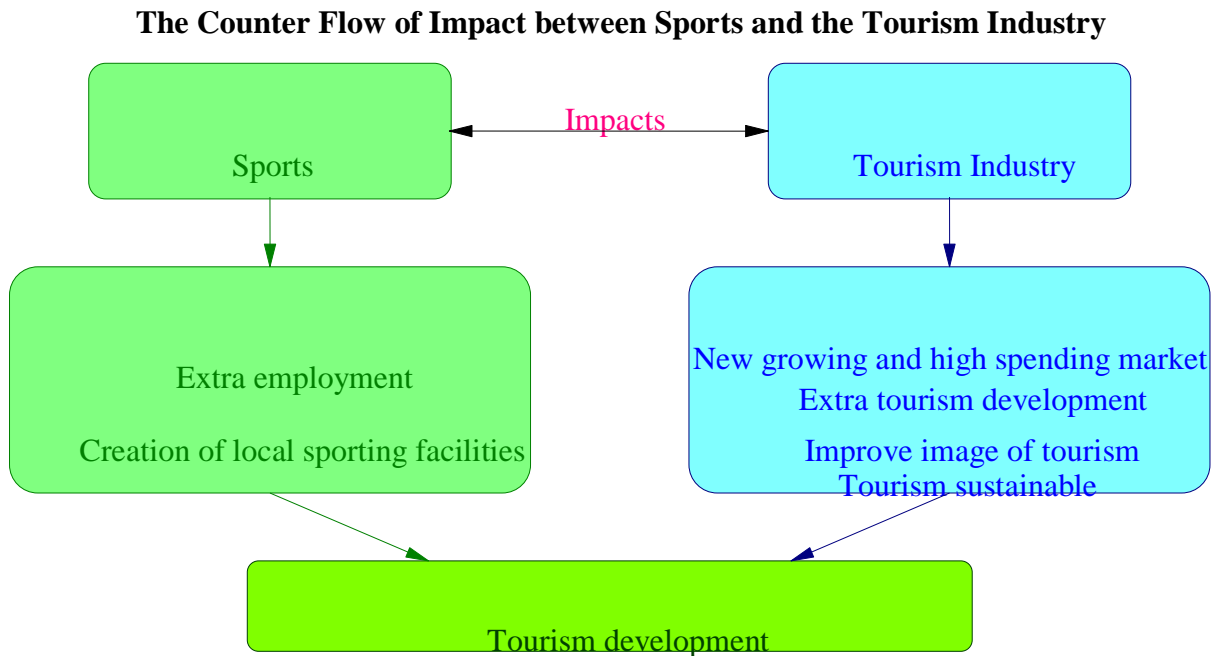 The Counter Flow of Impact between Sports and the Tourism Industry
Impacts
Sports
Tourism Industry
Extra employment
Creation of local sporting facilities
New growing and high spending market
Extra tourism development
Improve image of tourism
Tourism sustainable
Tourism development